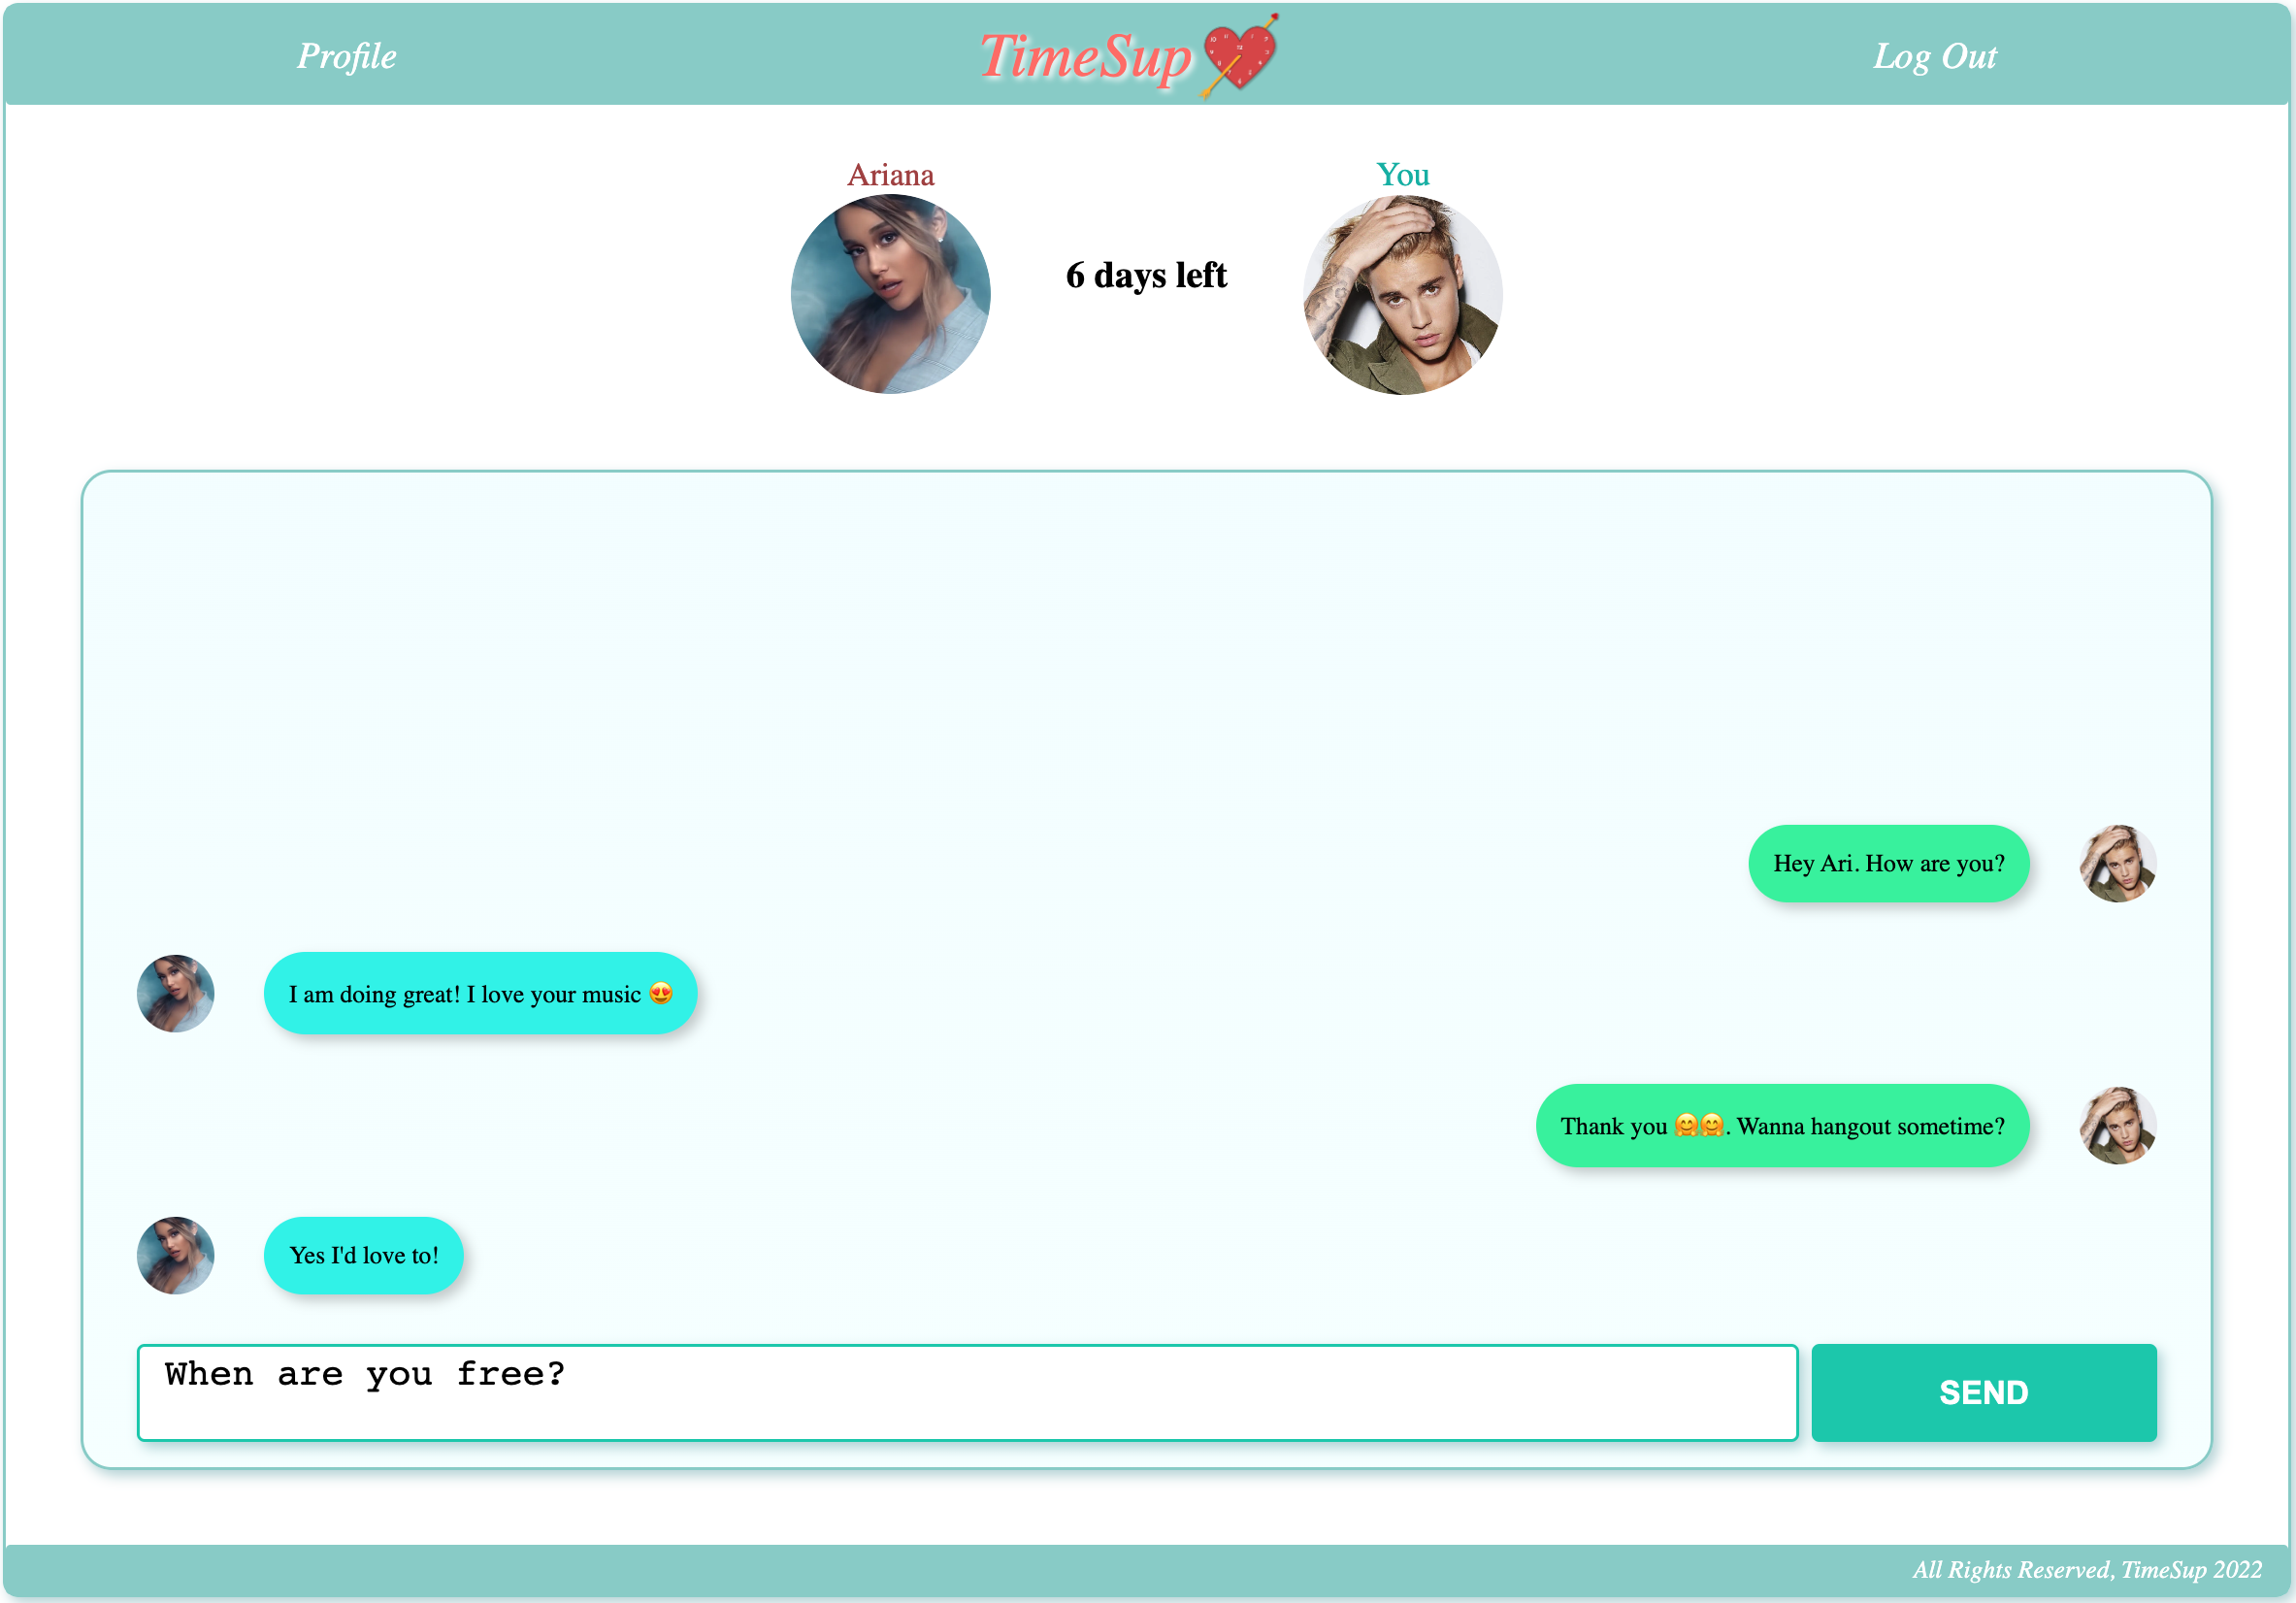 Profile
TimeSup
Log Out
Ariana
You
6 days left
Hey Ari. How are you?
I am doing great! I love your music 😍
Thank you 🤗🤗. Wanna hangout sometime?
Yes I'd love to!
When are you free?
SEND
All Rights Reserved, TimeSup 2022